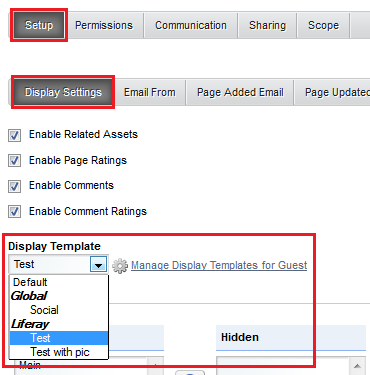 Setup Permissions Communication Sharing Scope
Display Settings Email From Page Added Email Page Updated
Enable Related Assets
Enable Page Ratings
Enable Comments
Enable Comment Ratings
Display Template
Test Manage Display Templates for Guest
Default
Global
Social
Liferay
Test Hidden
Test with pic
Main